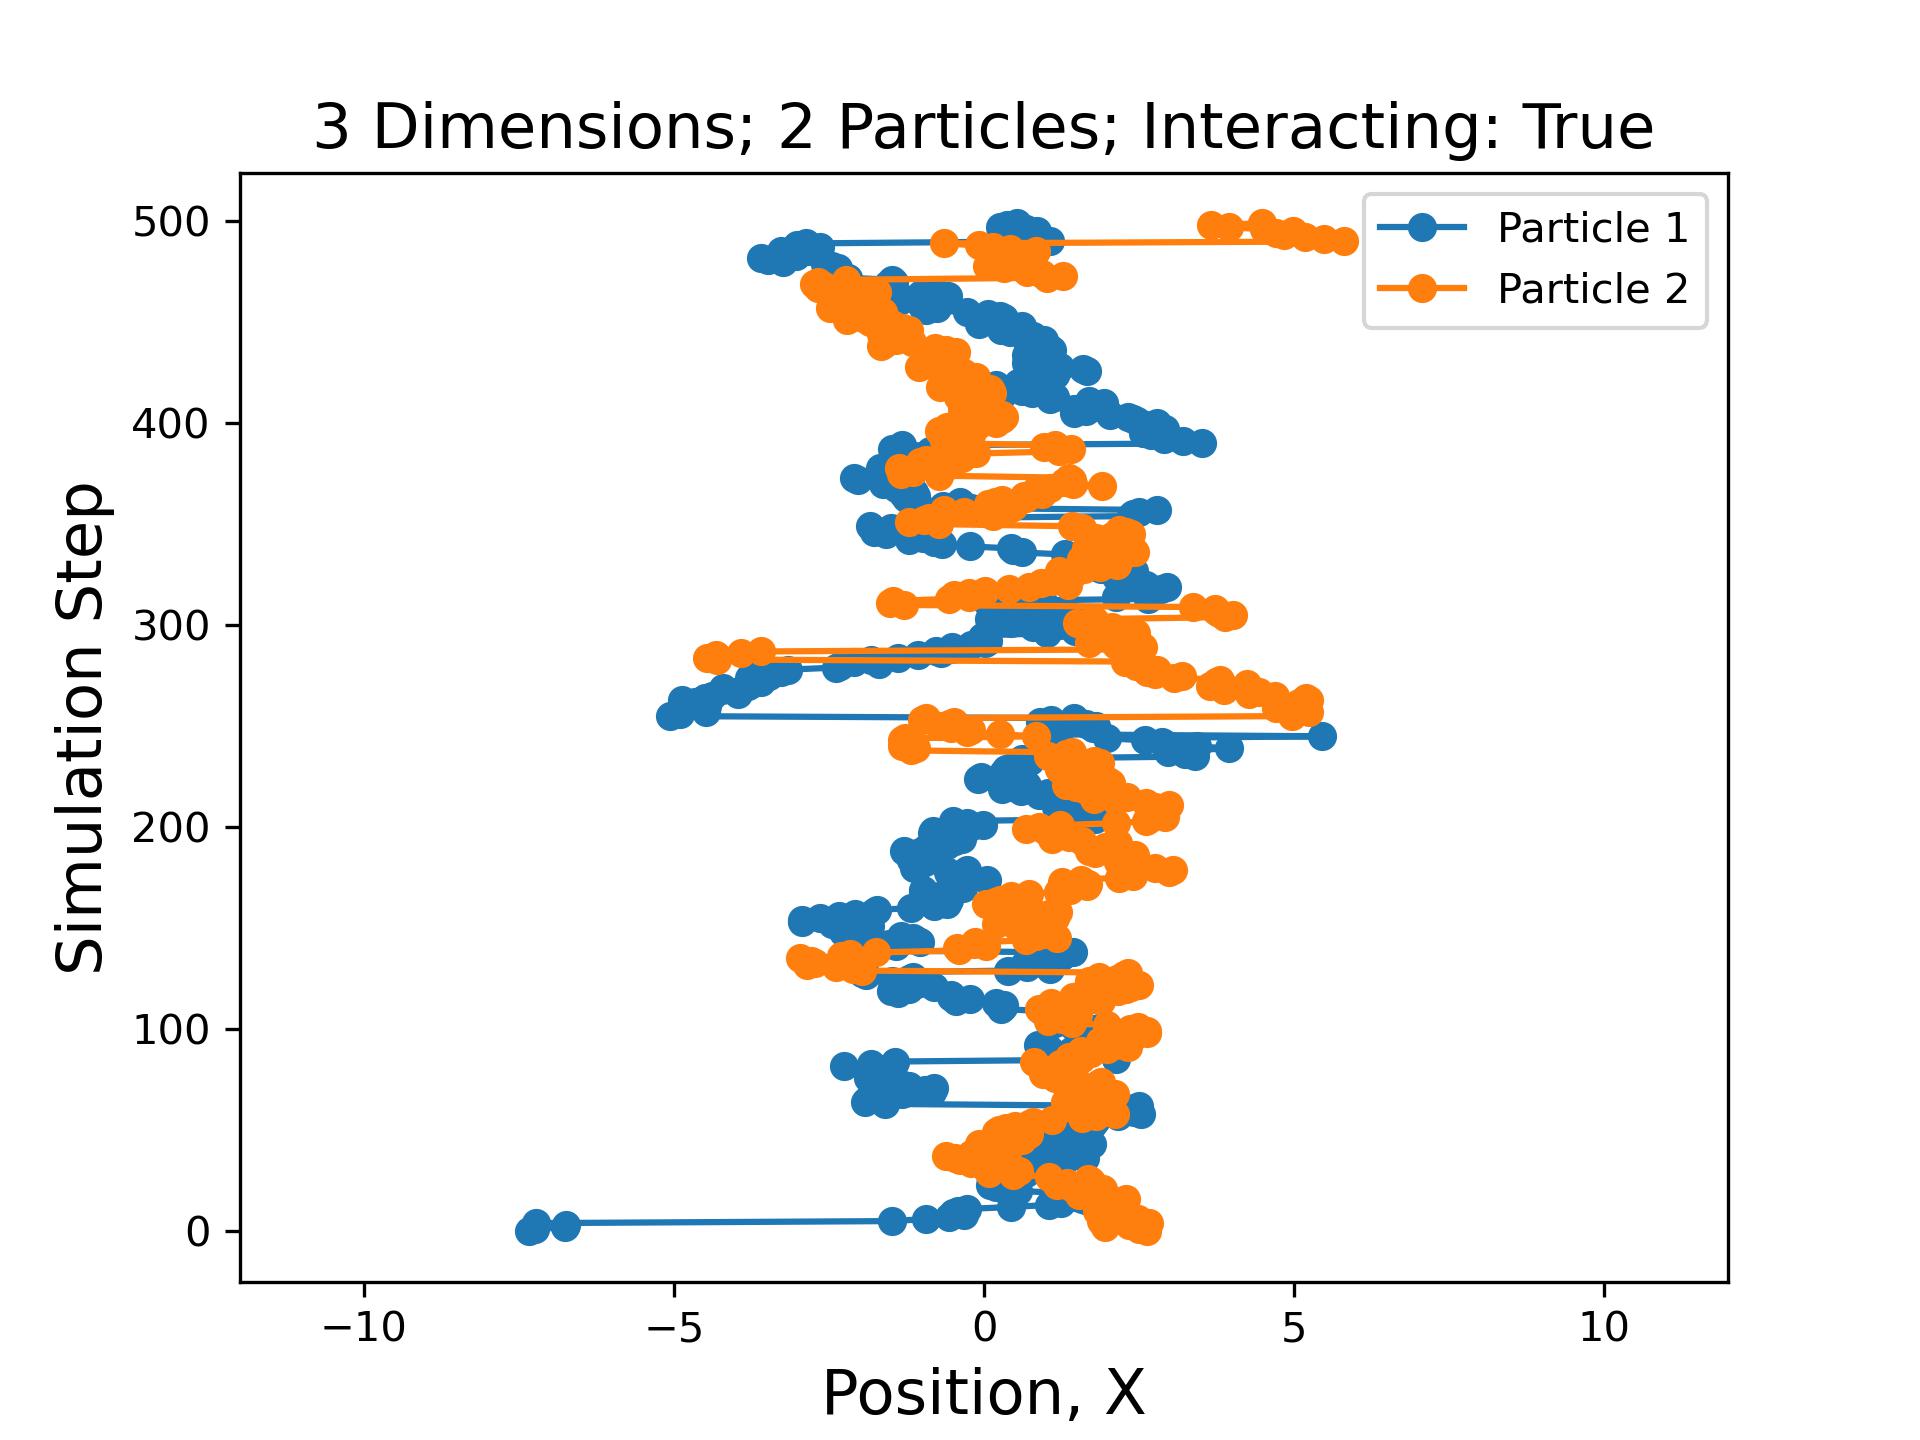 3 Dimensions; 2 Particles; Interacting: True
Particle 1
Particle 2
Simulation Step
500
400
300
200
100
0
−10
−5
0
5
10
Position, X